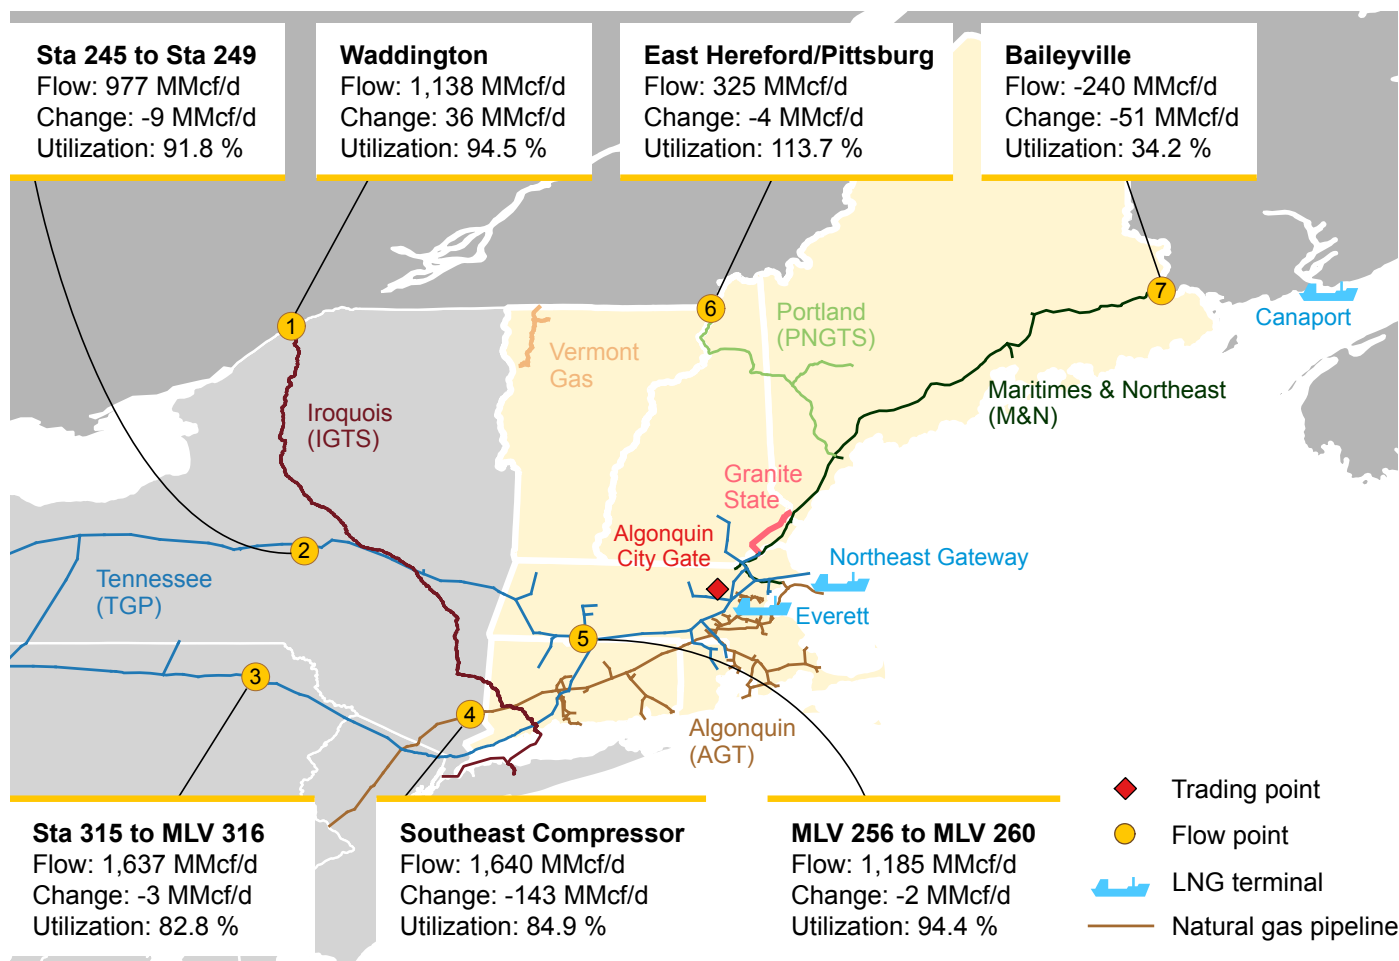 Sta 245 to Sta 249
Flow: 977 MMcf/d
Change: -9 MMcf/d
Utilization: 91.8 %
Waddington
Flow: 1,138 MMcf/d
Change: 36 MMcf/d
Utilization: 94.5 %
East Hereford/Pittsburg
Flow: 325 MMcf/d
Change: -4 MMcf/d
Utilization: 113.7 %
Baileyville
Flow: -240 MMcf/d
Change: -51 MMcf/d
Utilization: 34.2 %
1
6
7
Canaport
Portland
(PNGTS)
Vermont
Gas
Maritimes & Northeast
(M&N)
Iroquois
(IGTS)
Granite
State
Algonquin
City Gate
2
Northeast Gateway
Tennessee
(TGP)
Everett
5
3
4
Algonquin
(AGT)
Sta 315 to MLV 316
Flow: 1,637 MMcf/d
Change: -3 MMcf/d
Utilization: 82.8 %
Southeast Compressor
Flow: 1,640 MMcf/d
Change: -143 MMcf/d
Utilization: 84.9 %
MLV 256 to MLV 260
Flow: 1,185 MMcf/d
Change: -2 MMcf/d
Utilization: 94.4 %
Trading point
Flow point
LNG terminal
Natural gas pipeline